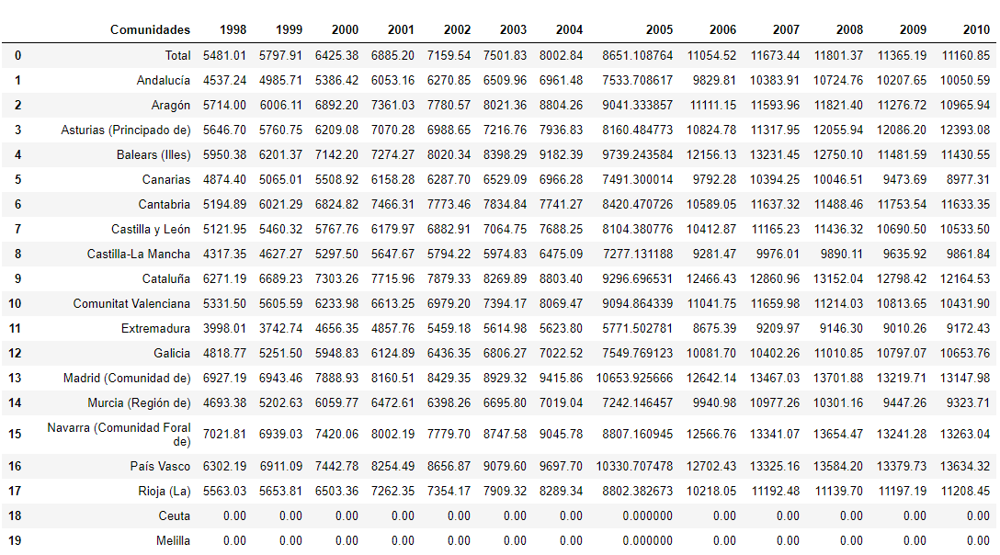 Comunidades 1998 1999 2000 2001 2002 2003 2004 2005 2006 2007 2008 2009 2010
0 Total 5481.01 5797.91 6425.38 6885.20 7159.54 7501.83 8002.84 8651.108764 11054.52 11673.44 11801.37 11365.19 11160.85
1 Andalucía 4537.24 4985.71 5386.42 6053.16 6270.85 6509.96 6961.48 7533.708617 9829.81 10383.91 10724.76 10207.65 10050.59
2 Aragón 5714.00 6006.11 6892.20 7361.03 7780.57 8021.36 8804.26 9041.333857 11111.15 11593.96 11821.40 11276.72 10965.94
3 Asturias (Principado de) 5646.70 5760.75 6209.08 7070.28 6988.65 7216.76 7936.83 8160.484773 10824.78 11317.95 12055.94 12086.20 12393.08
4 Balears (Illes) 5950.38 6201.37 7142.20 7274.27 8020.34 8398.29 9182.39 9739.243584 12156.13 13231.45 12750.10 11481.59 11430.55
5 Canarias 4874.40 5065.01 5508.92 6158.28 6287.70 6529.09 6966.28 7491.300014 9792.28 10394.25 10046.51 9473.69 8977.31
6 Cantabria 5194.89 6021.29 6824.82 7466.31 7773.46 7834.84 7741.27 8420.470726 10589.05 11637.32 11488.46 11753.54 11633.35
7 Castilla y León 5121.95 5460.32 5767.76 6179.97 6882.91 7064.75 7688.25 8104.380776 10412.87 11165.23 11436.32 10690.50 10533.50
8 Castilla-La Mancha 4317.35 4627.27 5297.50 5647.67 5794.22 5974.83 6475.09 7277.131188 9281.47 9976.01 9890.11 9635.92 9861.84
9 Cataluña 6271.19 6689.23 7303.26 7715.96 7879.33 8269.89 8803.40 9296.696531 12466.43 12860.96 13152.04 12798.42 12164.53
10 Comunitat Valenciana 5331.50 5605.59 6233.98 6613.25 6979.20 7394.17 8069.47 9094.864339 11041.75 11659.98 11214.03 10813.65 10431.90
11 Extremadura 3998.01 3742.74 4656.35 4857.76 5459.18 5614.98 5623.80 5771.502781 8675.39 9209.97 9146.30 9010.26 9172.43
12 Galicia 4818.77 5251.50 5948.83 6124.89 6436.35 6806.27 7022.52 7549.769123 10081.70 10402.26 11010.85 10797.07 10653.76
13 Madrid (Comunidad de) 6927.19 6943.46 7888.93 8160.51 8429.35 8929.32 9415.86 10653.925666 12642.14 13467.03 13701.88 13219.71 13147.98
14 Murcia (Región de) 4693.38 5202.63 6059.77 6472.61 6398.26 6695.80 7019.04 7242.146457 9940.98 10977.26 10301.16 9447.26 9323.71
15 Navarra (Comunidad Foral
de) 7021.81 6939.03 7420.06 8002.19 7779.70 8747.58 9045.78 8807.160945 12566.76 13341.07 13654.47 13241.28 13263.04
16 País Vasco 6302.19 6911.09 7442.78 8254.49 8656.87 9079.60 9697.70 10330.707478 12702.43 13325.16 13584.20 13379.73 13634.32
17 Rioja (La) 5563.03 5653.81 6503.36 7262.35 7354.17 7909.32 8289.34 8802.382673 10218.05 11192.48 11139.70 11197.19 11208.45
18 Ceuta 0.00 0.00 0.00 0.00 0.00 0.00 0.00 0.000000 0.00 0.00 0.00 0.00 0.00
19 Melilla 0.00 0.00 0.00 0.00 0.00 0.00 0.00 0.000000 0.00 0.00 0.00 0.00 0.00